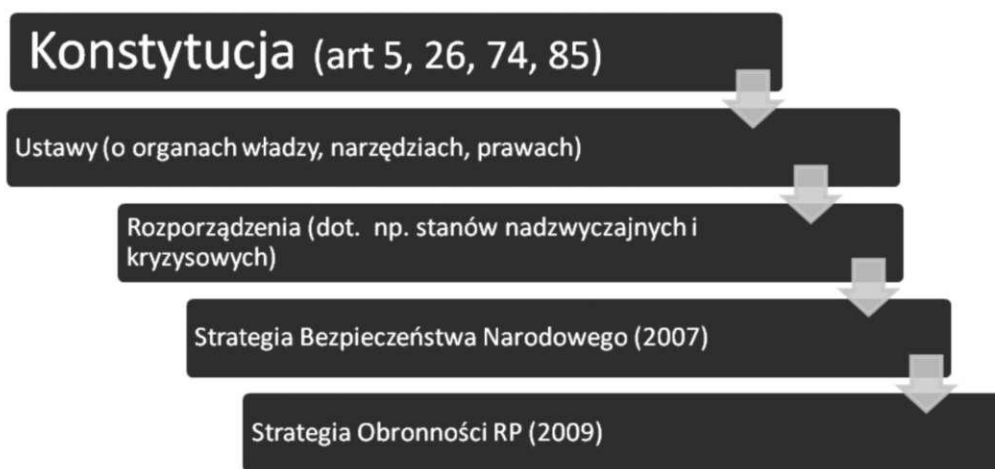 Konstytucja (art 5, 26, 74, 85)
Ustawy (o organach władzy, narzędziach, prawach)
Rozporządzenia (dot. np. stanów nadzwyczajnych i
kryzysowych)
Strategia Bezpieczeństwa Narodowego (2007)
Strategia Obronności RP (2009)